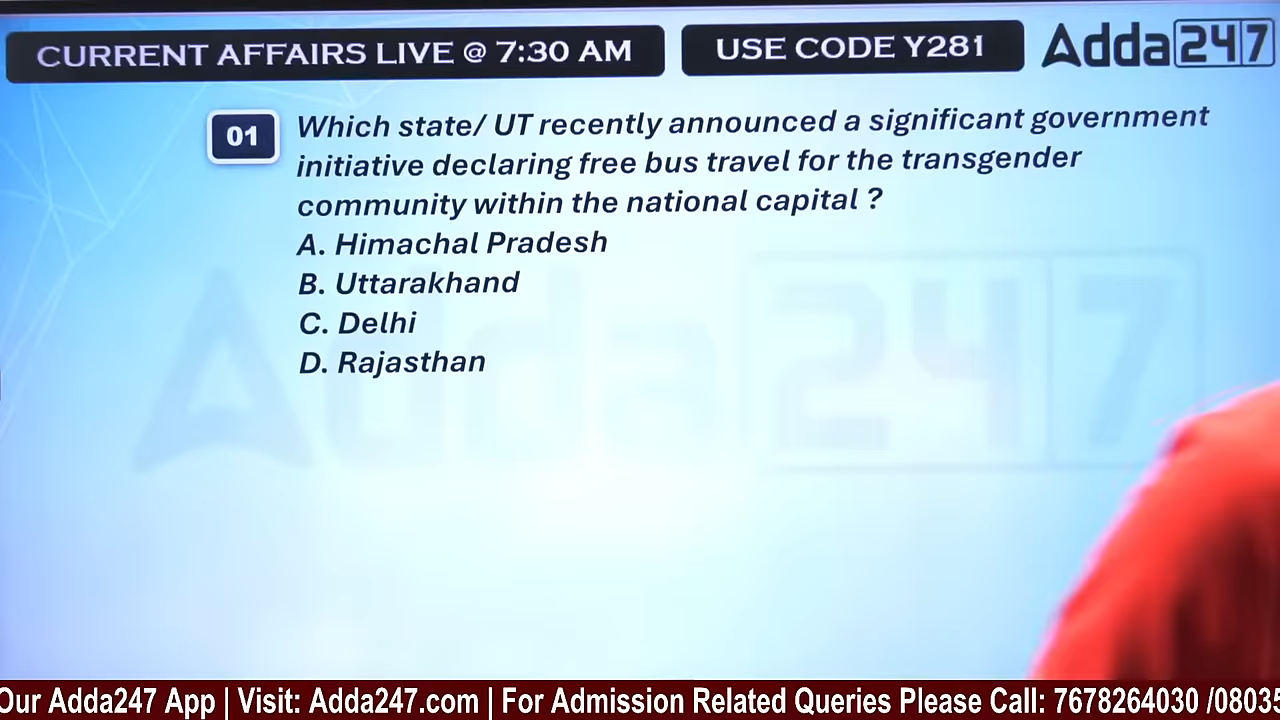 CURRENT AFFAIRS LIVE @ 7:30 AM
USE CODE Y281
Adda247
01
Which state/ UT recently announced a significant government
initiative declaring free bus travel for the transgender
community within the national capital ?
A. Himachal Pradesh
B. Uttarakhand
C. Delhi
D. Rajasthan
Adda247
Our Adda247 App | Visit: Adda247.com | For Admission Related Queries Please Call: 7678264030 /08035